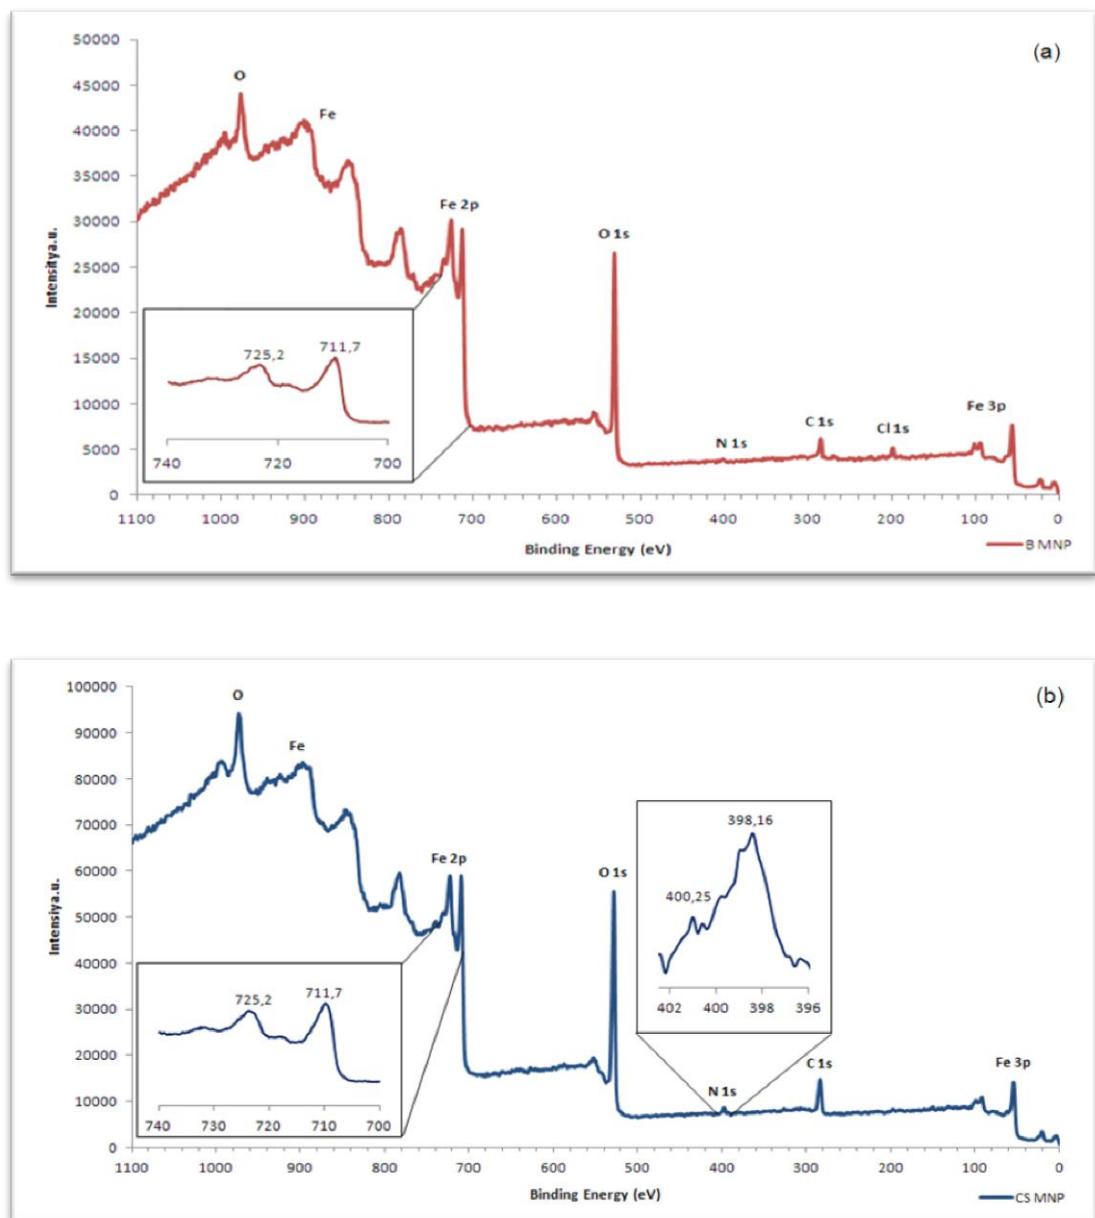 (a)
50000
45000
40000
35000
30000
25000
20000
15000
10000
5000
0
Intensitya.u.
O
Fe
Fe 2p
O 1s
N 1s
C 1s
Cl 1s
Fe 3p
725,2
711,7
740 720 700
1100 1000 900 800 700 600 500 400 300 200 100 0
Binding Energy (eV)
B MNP
(b)
100000
90000
80000
70000
60000
50000
40000
30000
20000
10000
0
Intensiya.u.
O
Fe
Fe 2p
O 1s
N 1s
C 1s
Fe 3p
398,16
400,25
402 400 398 396
725,2
711,7
740 730 720 710 700
1100 1000 900 800 700 600 500 400 300 200 100 0
Binding Energy (eV)
CS MNP